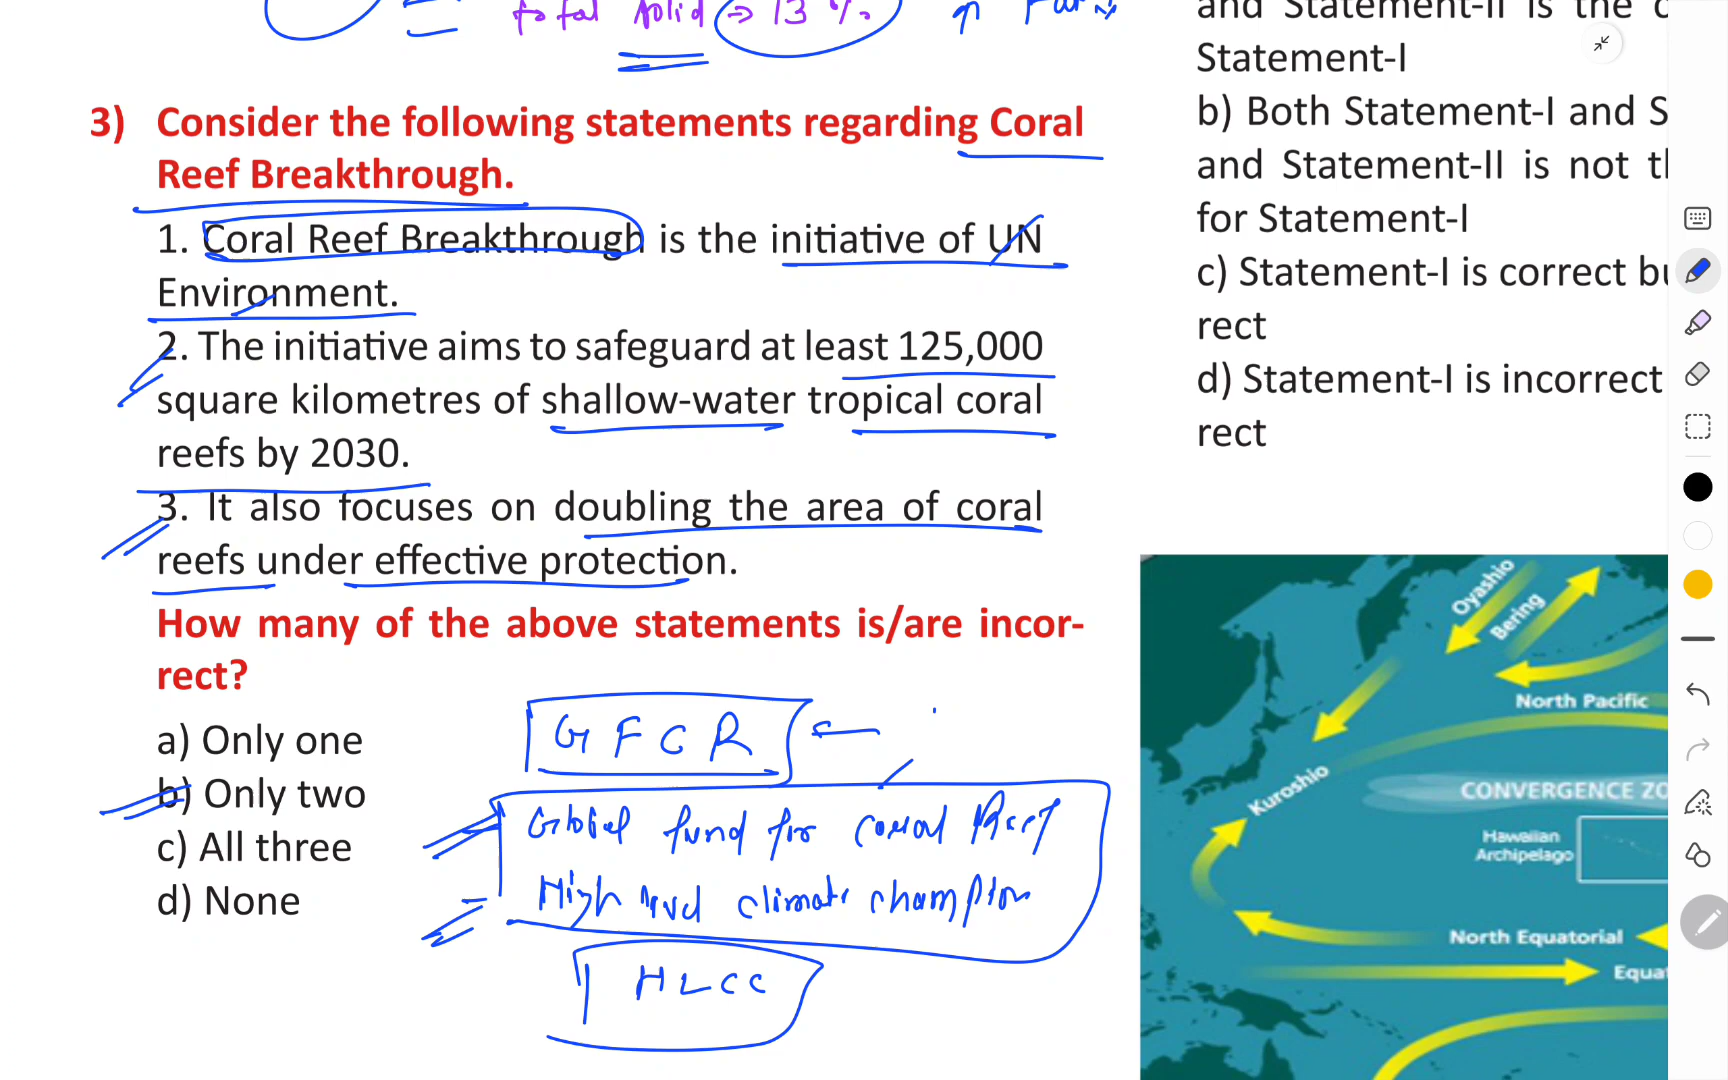 total solid => 13 %
3) Consider the following statements regarding Coral
Reef Breakthrough.
1. Coral Reef Breakthrough is the initiative of UN
Environment.
2. The initiative aims to safeguard at least 125,000
square kilometres of shallow-water tropical coral
reefs by 2030.
3. It also focuses on doubling the area of coral
reefs under effective protection.
How many of the above statements is/are incor-
rect?
a) Only one
b) Only two
c) All three
d) None
GFCR
Global fund for coral Reef
High level climate champion
HLCC
and Statement-II is the
Statement-I
b) Both Statement-I and S
and Statement-II is not
for Statement-I
c) Statement-I is correct
rect
d) Statement-I is incorrect
rect
Oyashio
Bering
North Pacific
Kuroshio
CONVERGENCE ZO
Hawaiian
Archipelago
North Equatorial
Equa